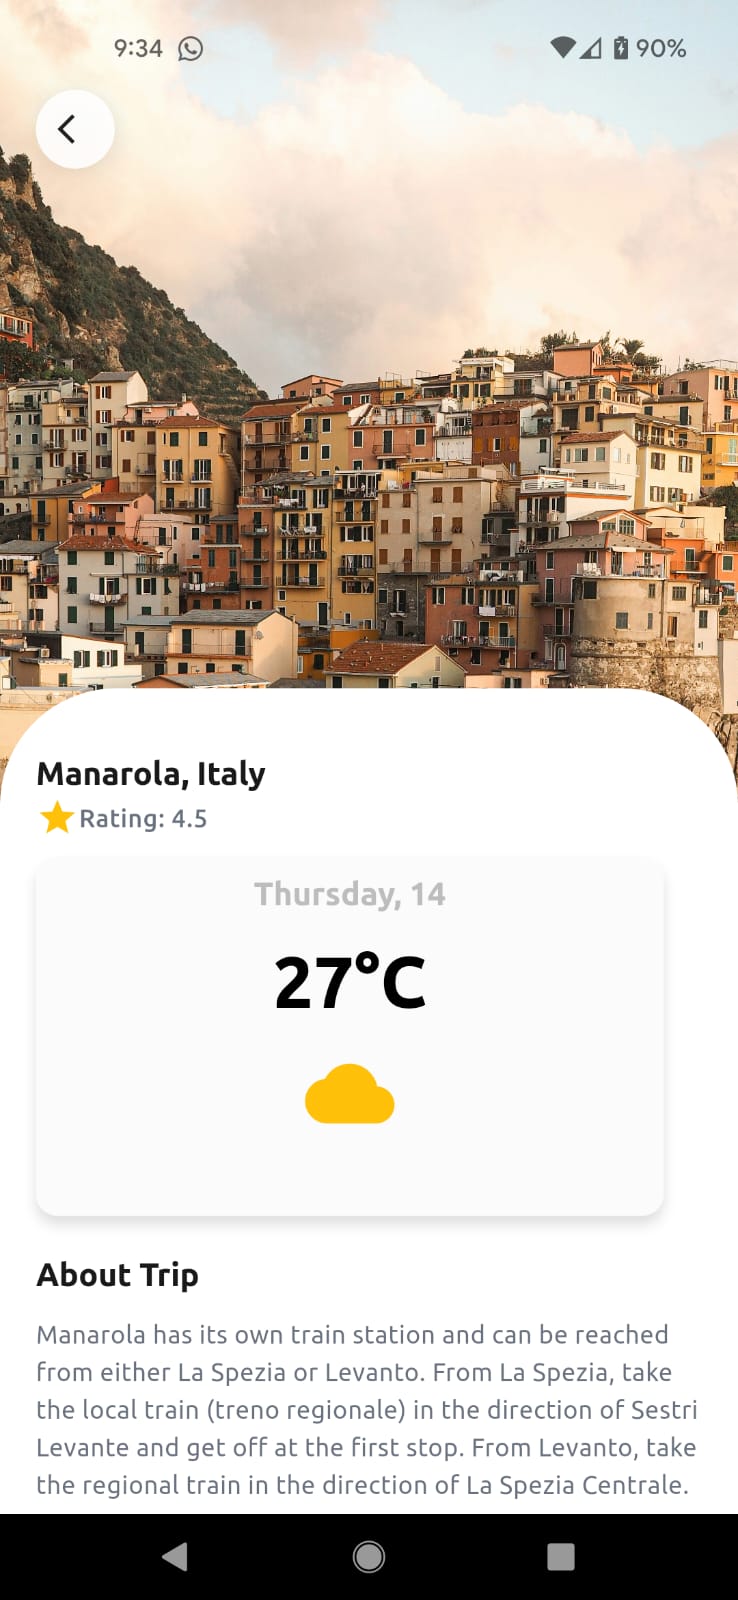 9:34 90%
Manarola, Italy
Rating: 4.5
Thursday, 14
27°C
About Trip
Manarola has its own train station and can be reached
from either La Spezia or Levanto. From La Spezia, take
the local train (treno regionale) in the direction of Sestri
Levante and get off at the first stop. From Levanto, take
the regional train in the direction of La Spezia Centrale.